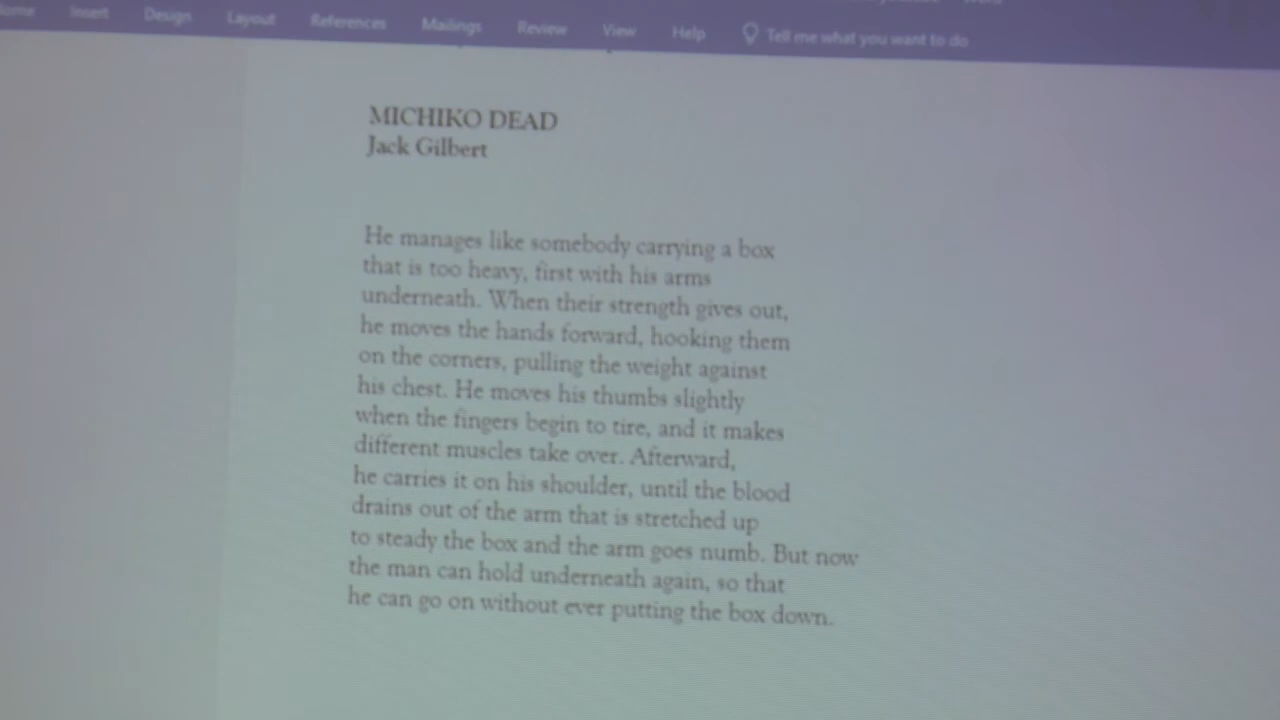 Home Insert Design Layout References Mailings Review View Help Tell me what you want to do
MICHIKO DEAD
Jack Gilbert
He manages like somebody carrying a box
that is too heavy, first with his arms
underneath. When their strength gives out,
he moves the hands forward, hooking them
on the corners, pulling the weight against
his chest. He moves his thumbs slightly
when the fingers begin to tire, and it makes
different muscles take over. Afterward,
he carries it on his shoulder, until the blood
drains out of the arm that is stretched up
to steady the box and the arm goes numb. But now
the man can hold underneath again, so that
he can go on without ever putting the box down.